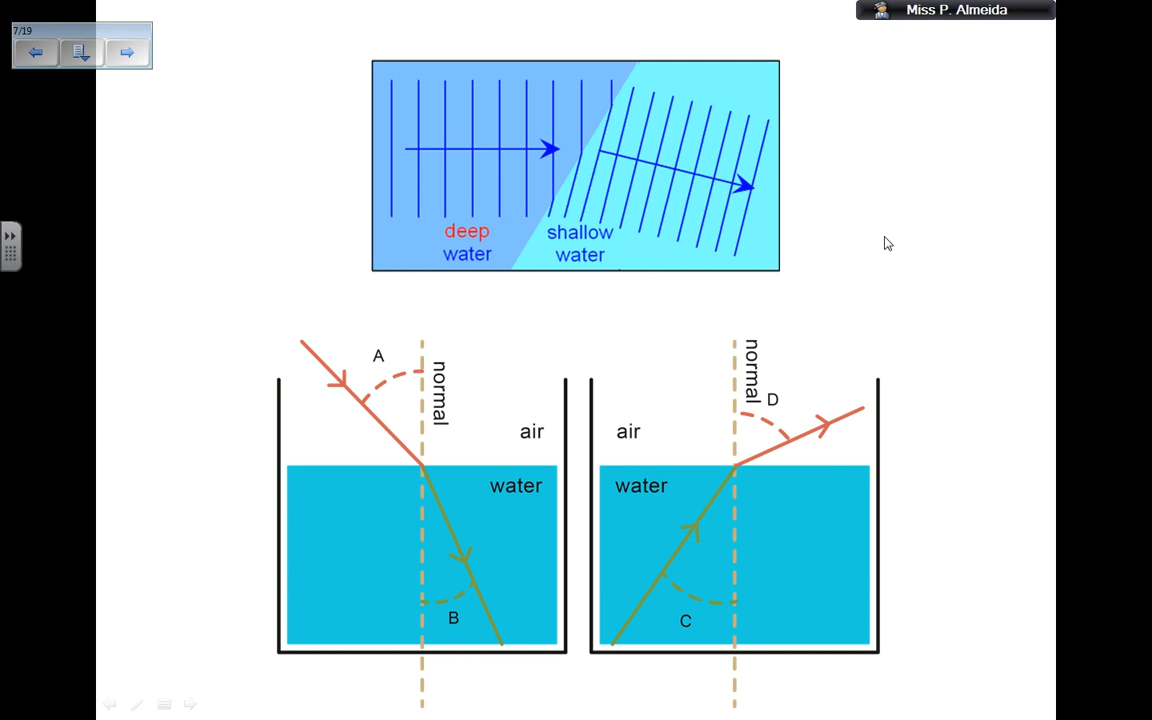 Miss P. Almeida
7/19
deep
water
shallow
water
A
normal
air
water
B
normal
D
air
water
C